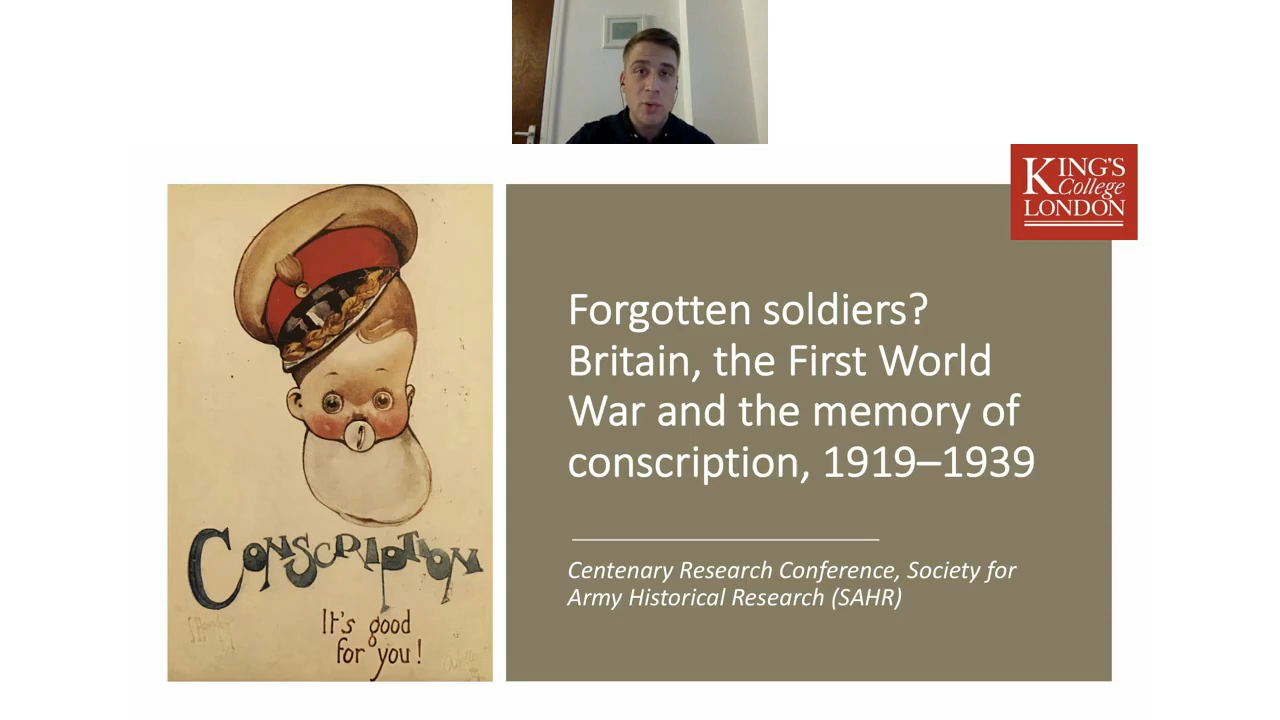 KING'S
College
LONDON
Forgotten soldiers?
Britain, the First World
War and the memory of
conscription, 1919–1939
Centenary Research Conference, Society for
Army Historical Research (SAHR)
CONSCRIPTION
It's good
for you!